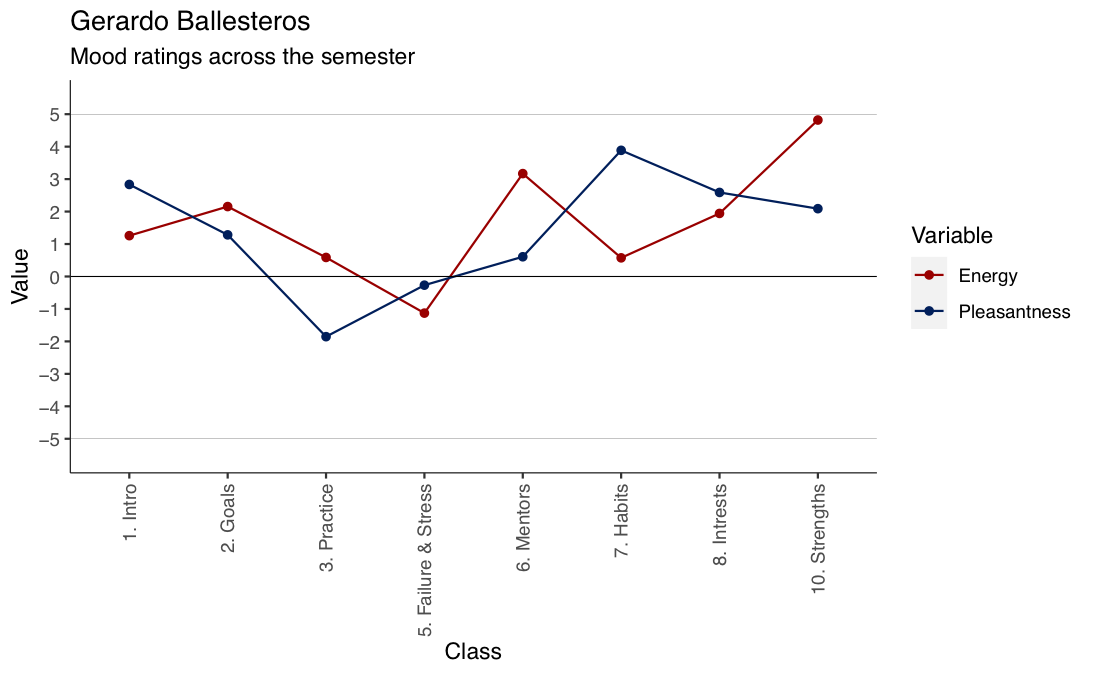 Gerardo Ballesteros
Mood ratings across the semester
Value
5
4
3
2
1
0
−1
−2
−3
−4
−5
1. Intro
2. Goals
3. Practice
5. Failure & Stress
6. Mentors
7. Habits
8. Intrests
10. Strengths
Class
Variable
Energy
Pleasantness